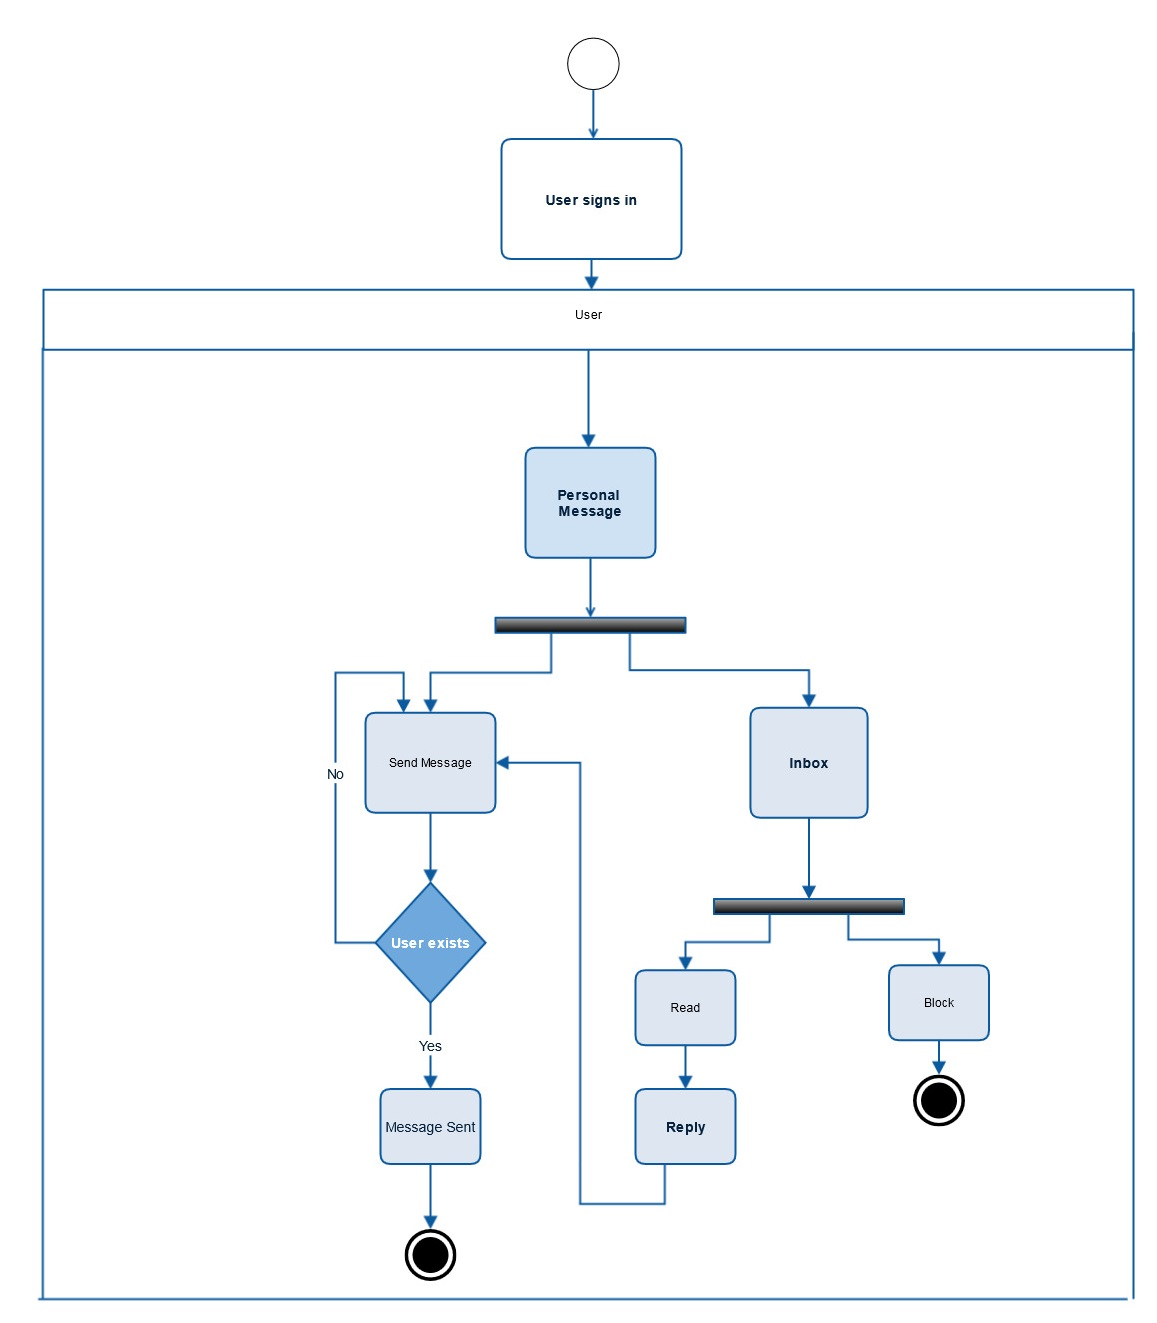 User signs in
User
Personal
Message
Send Message
Inbox
No
User exists
Read
Block
Yes
Message Sent
Reply